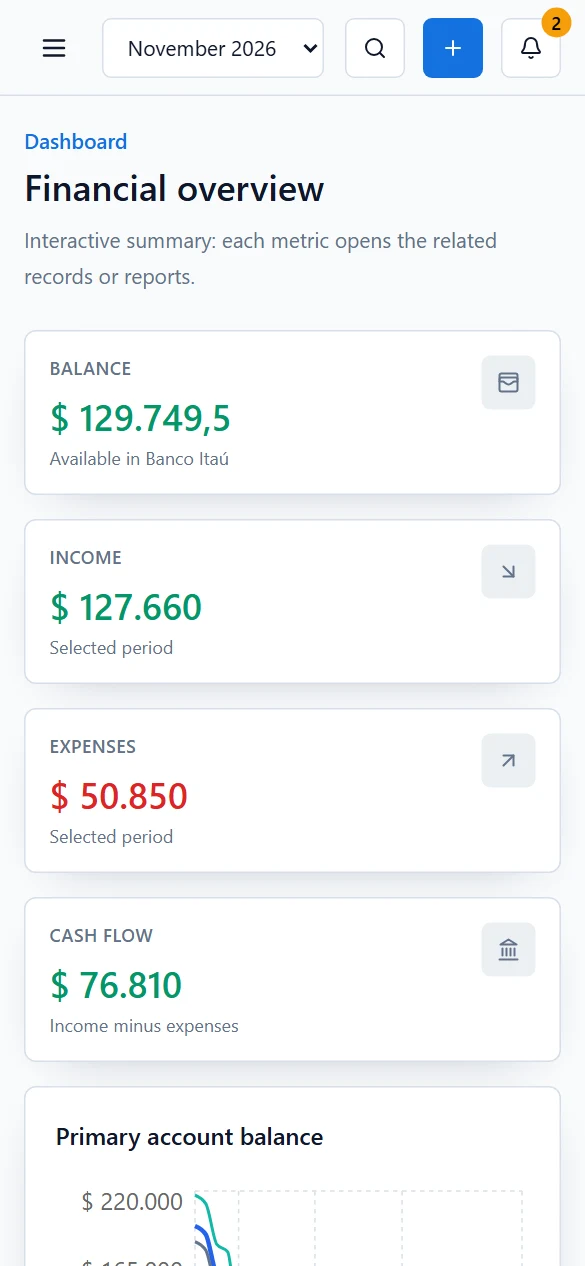 November 2026
2
Dashboard
Financial overview
Interactive summary: each metric opens the related
records or reports.
BALANCE
$ 129.749,5
Available in Banco Itaú
INCOME
$ 127.660
Selected period
EXPENSES
$ 50.850
Selected period
CASH FLOW
$ 76.810
Income minus expenses
Primary account balance
$ 220.000
$ 165.000